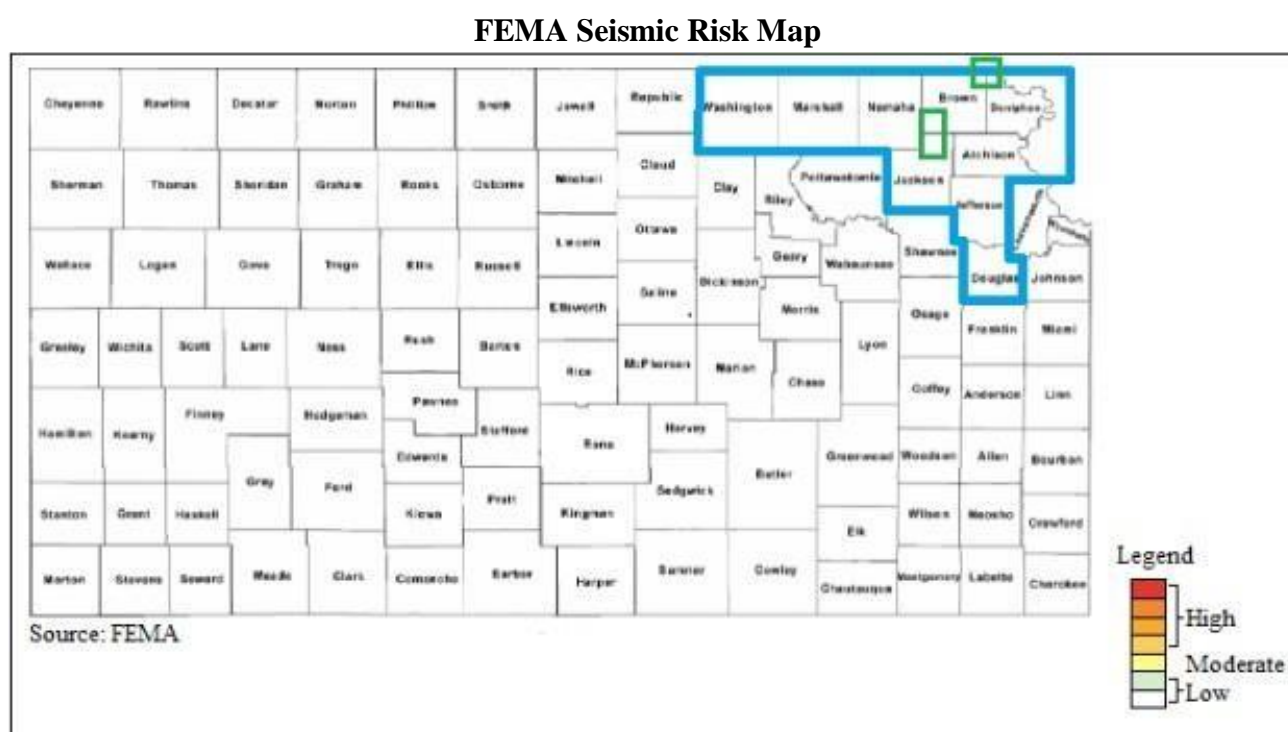 FEMA Seismic Risk Map
Cheyenne Rawlins Decatur Norton Phillips Smith Jewell Republic Washington Marshall Nemaha Brown Doniphan
Sherman Thomas Sheridan Graham Rooks Osborne Mitchell Cloud Clay Riley Pottawatomie Jackson Atchison Jefferson
Wallace Logan Gove Trego Ellis Russell Lincoln Ottawa Geary Wabaunsee Shawnee Douglas Johnson
Ellsworth Saline Dickinson Morris Osage Franklin Miami
Greeley Wichita Scott Lane Ness Rush Barton Rice McPherson Marion Chase Lyon Coffey Anderson Linn
Hamilton Kearny Finney Hodgeman Pawnee Edwards Stafford Reno Harvey
Gray Ford Sedgwick Butler Greenwood Woodson Allen Bourbon
Stanton Grant Haskell Kiowa Pratt Kingman Elk Wilson Neosho Crawford
Morton Stevens Seward Meade Clark Comanche Barber Harper Sumner Cowley Chautauqua Montgomery Labette Cherokee
Source: FEMA
Legend
High
Moderate
Low